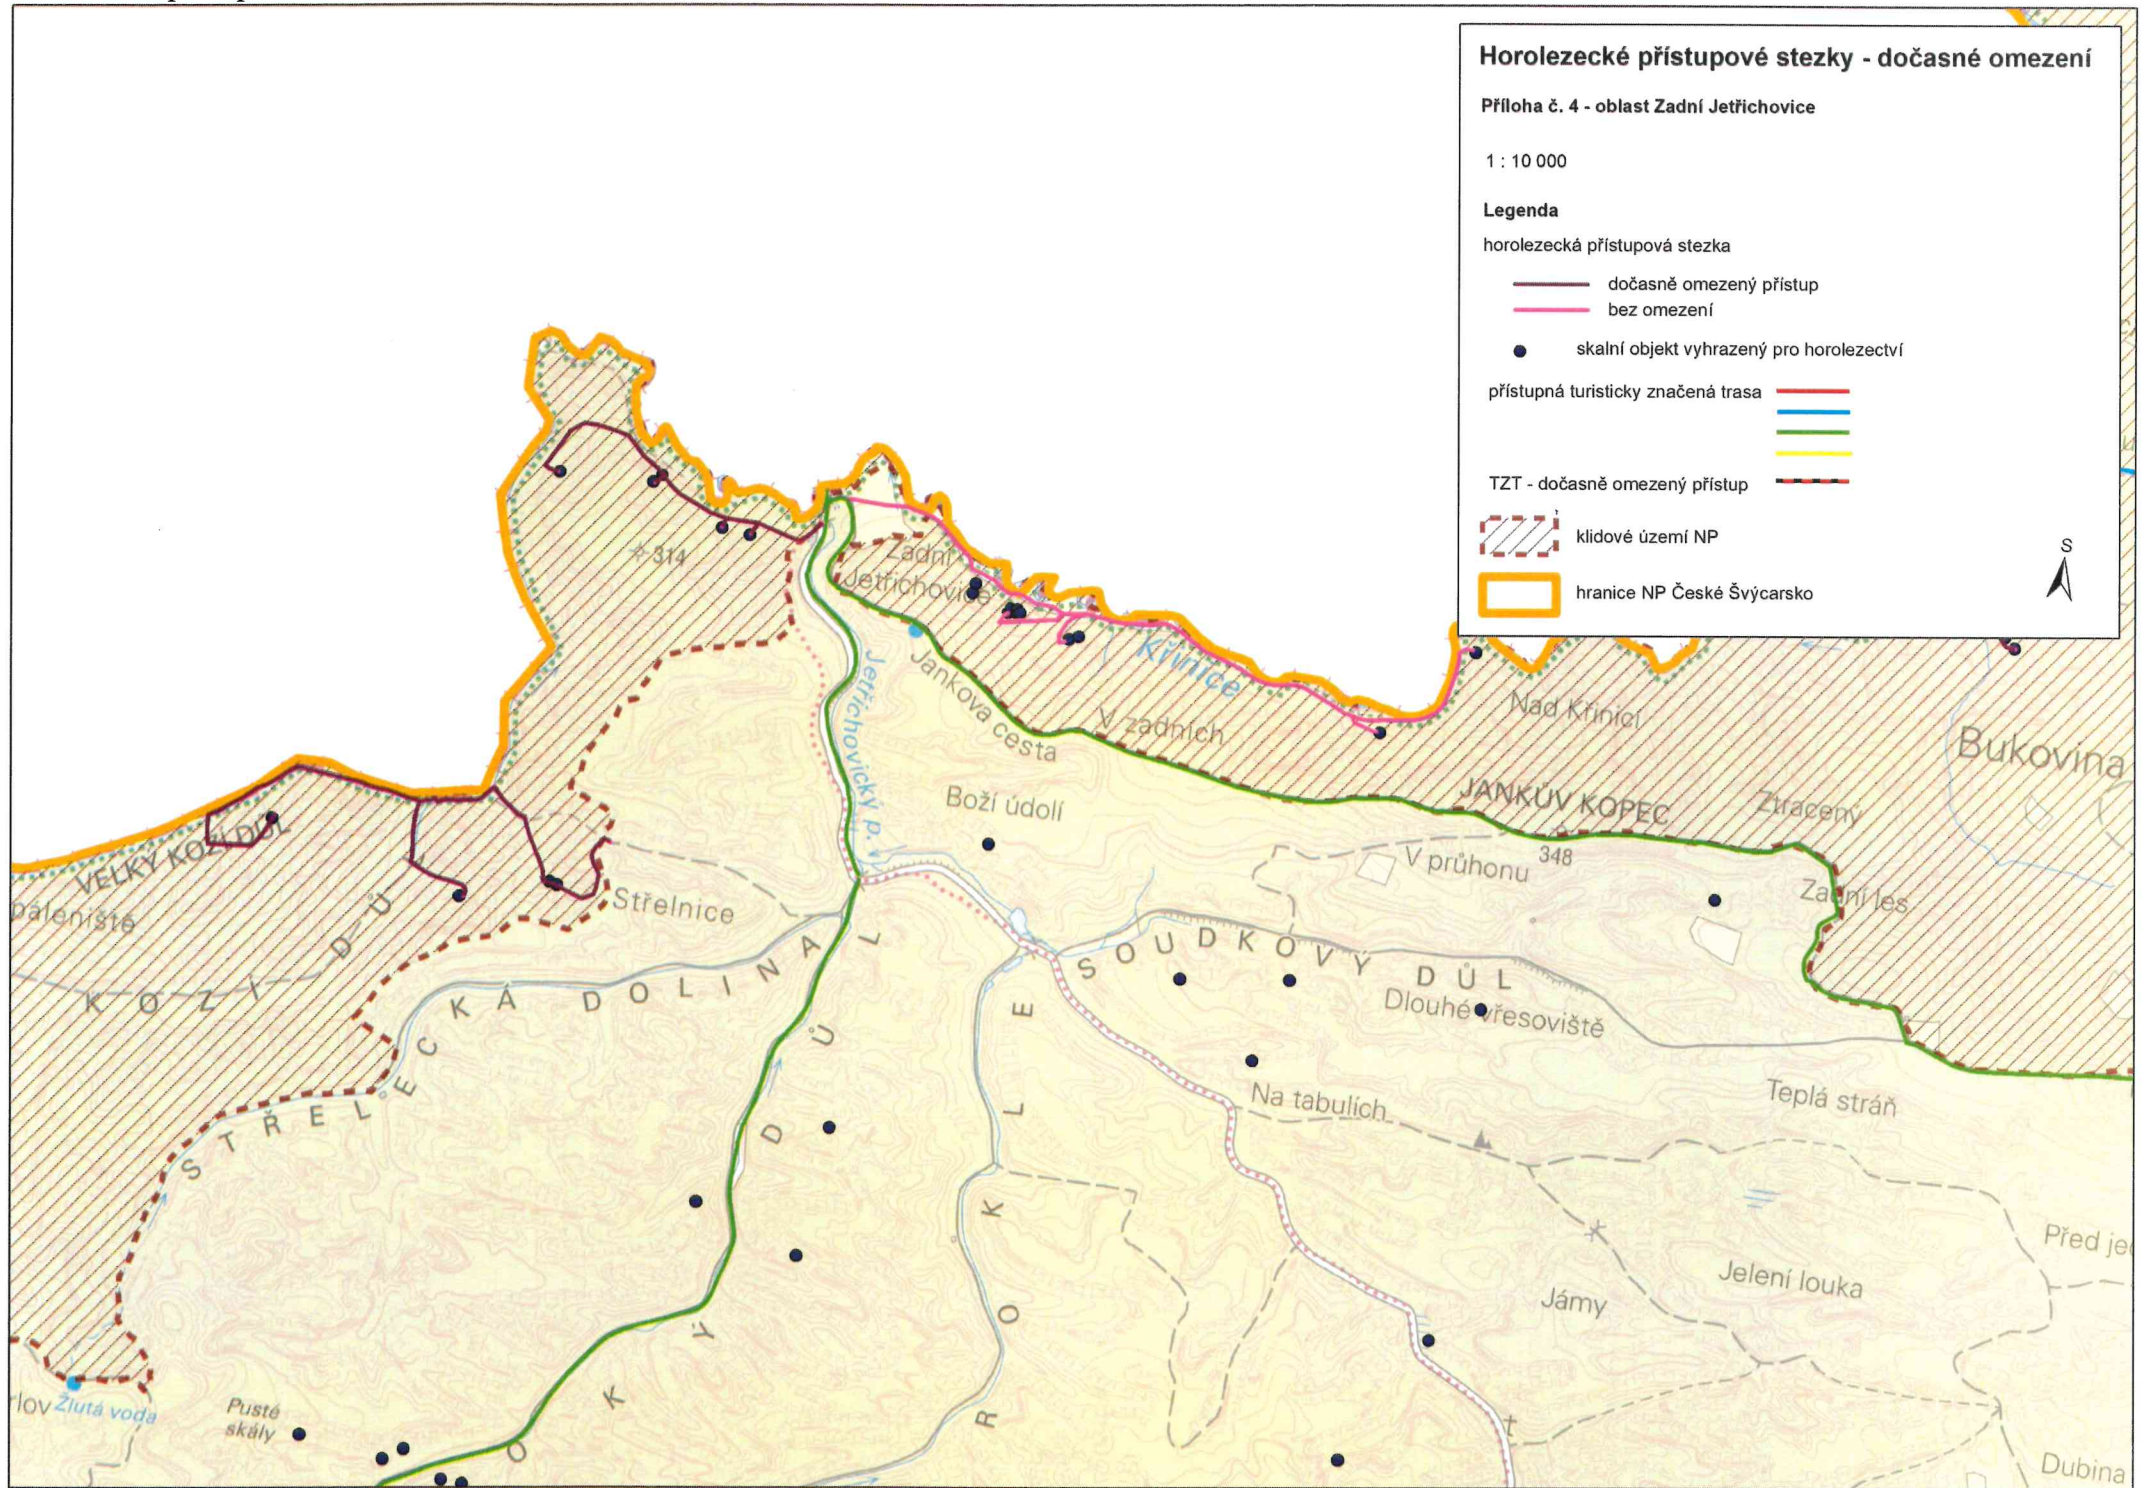 Horolezecké přístupové stezky - dočasné omezení
Příloha č. 4 - oblast Zadní Jetřichovice
1 : 10 000
Legenda
horolezecká přístupová stezka
dočasně omezený přístup
bez omezení
skalní objekt vyhrazený pro horolezectví
přístupná turisticky značená trasa
TZT - dočasně omezený přístup
klidové území NP
hranice NP České Švýcarsko
S
314
Zadní
Jetřichovice
Křinice
Jankova cesta
V zadních
Nad Křinicí
Bukovina
Jetřichovický p.
Boží údolí
JANKŮV KOPEC
Ztracený
348
V průhonu
Zadní les
VELKÝ KOZÍ DŮL
páleniště
KOZÍ DŮ
Střelnice
STŘELECKÁ DOLINA
SOUDKOVÝ DŮL
Dlouhé vřesoviště
Na tabulích
Teplá stráň
OKÝ DŮL
ROKLE
Před je
Jelení louka
Jámy
rlov
Žlutá voda
Pusté
skály
Dubina